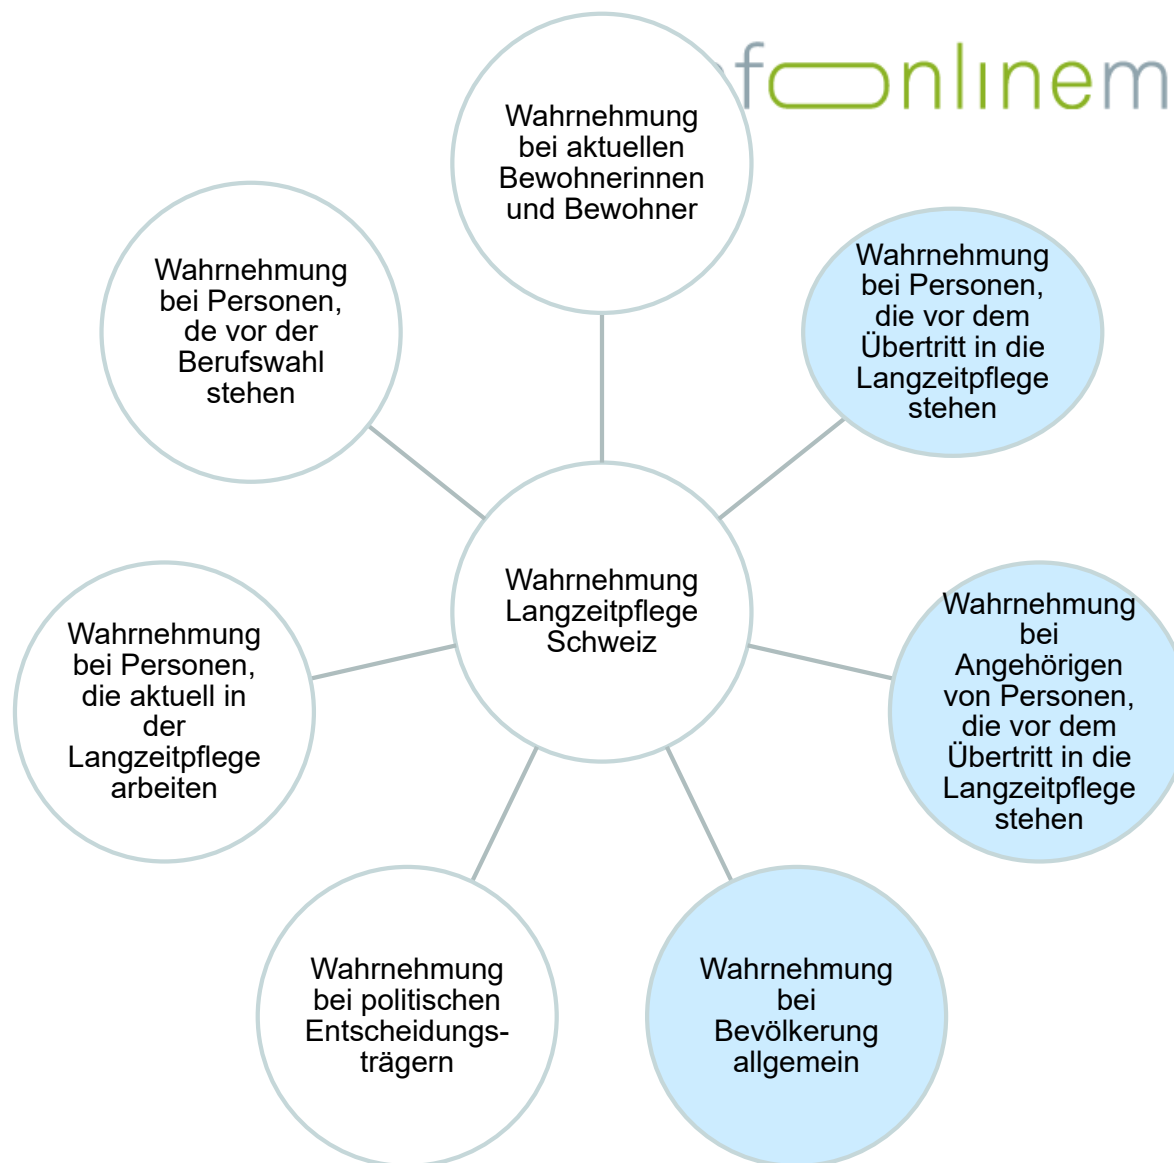 fonlinem
Wahrnehmung
bei aktuellen
Bewohnerinnen
und Bewohner
Wahrnehmung
bei Personen,
die vor dem
Übertritt in die
Langzeitpflege
stehen
Wahrnehmung
bei
Angehörigen
von Personen,
die vor dem
Übertritt in die
Langzeitpflege
stehen
Wahrnehmung
bei
Bevölkerung
allgemein
Wahrnehmung
bei politischen
Entscheidungs-
trägern
Wahrnehmung
bei Personen,
die aktuell in
der
Langzeitpflege
arbeiten
Wahrnehmung
bei Personen,
de vor der
Berufswahl
stehen
Wahrnehmung
Langzeitpflege
Schweiz